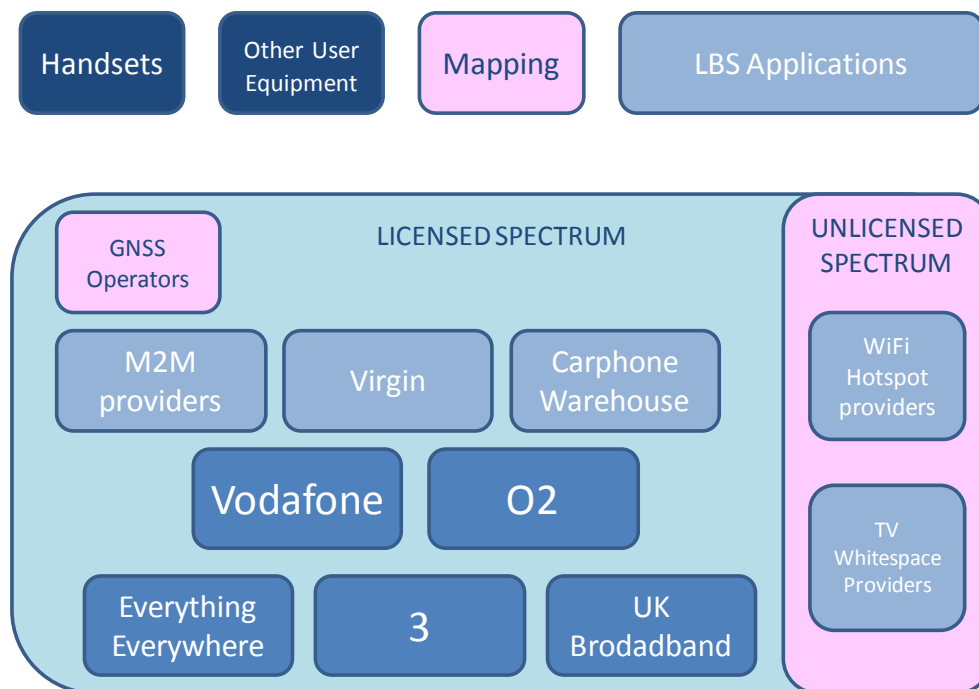 Handsets
Other User
Equipment
Mapping
LBS Applications
GNSS
Operators
LICENSED SPECTRUM
UNLICENSED
SPECTRUM
M2M
providers
Virgin
Carphone
Warehouse
WiFi
Hotspot
providers
Vodafone
O2
TV
Whitespace
Providers
Everything
Everywhere
3
UK
Brodadband